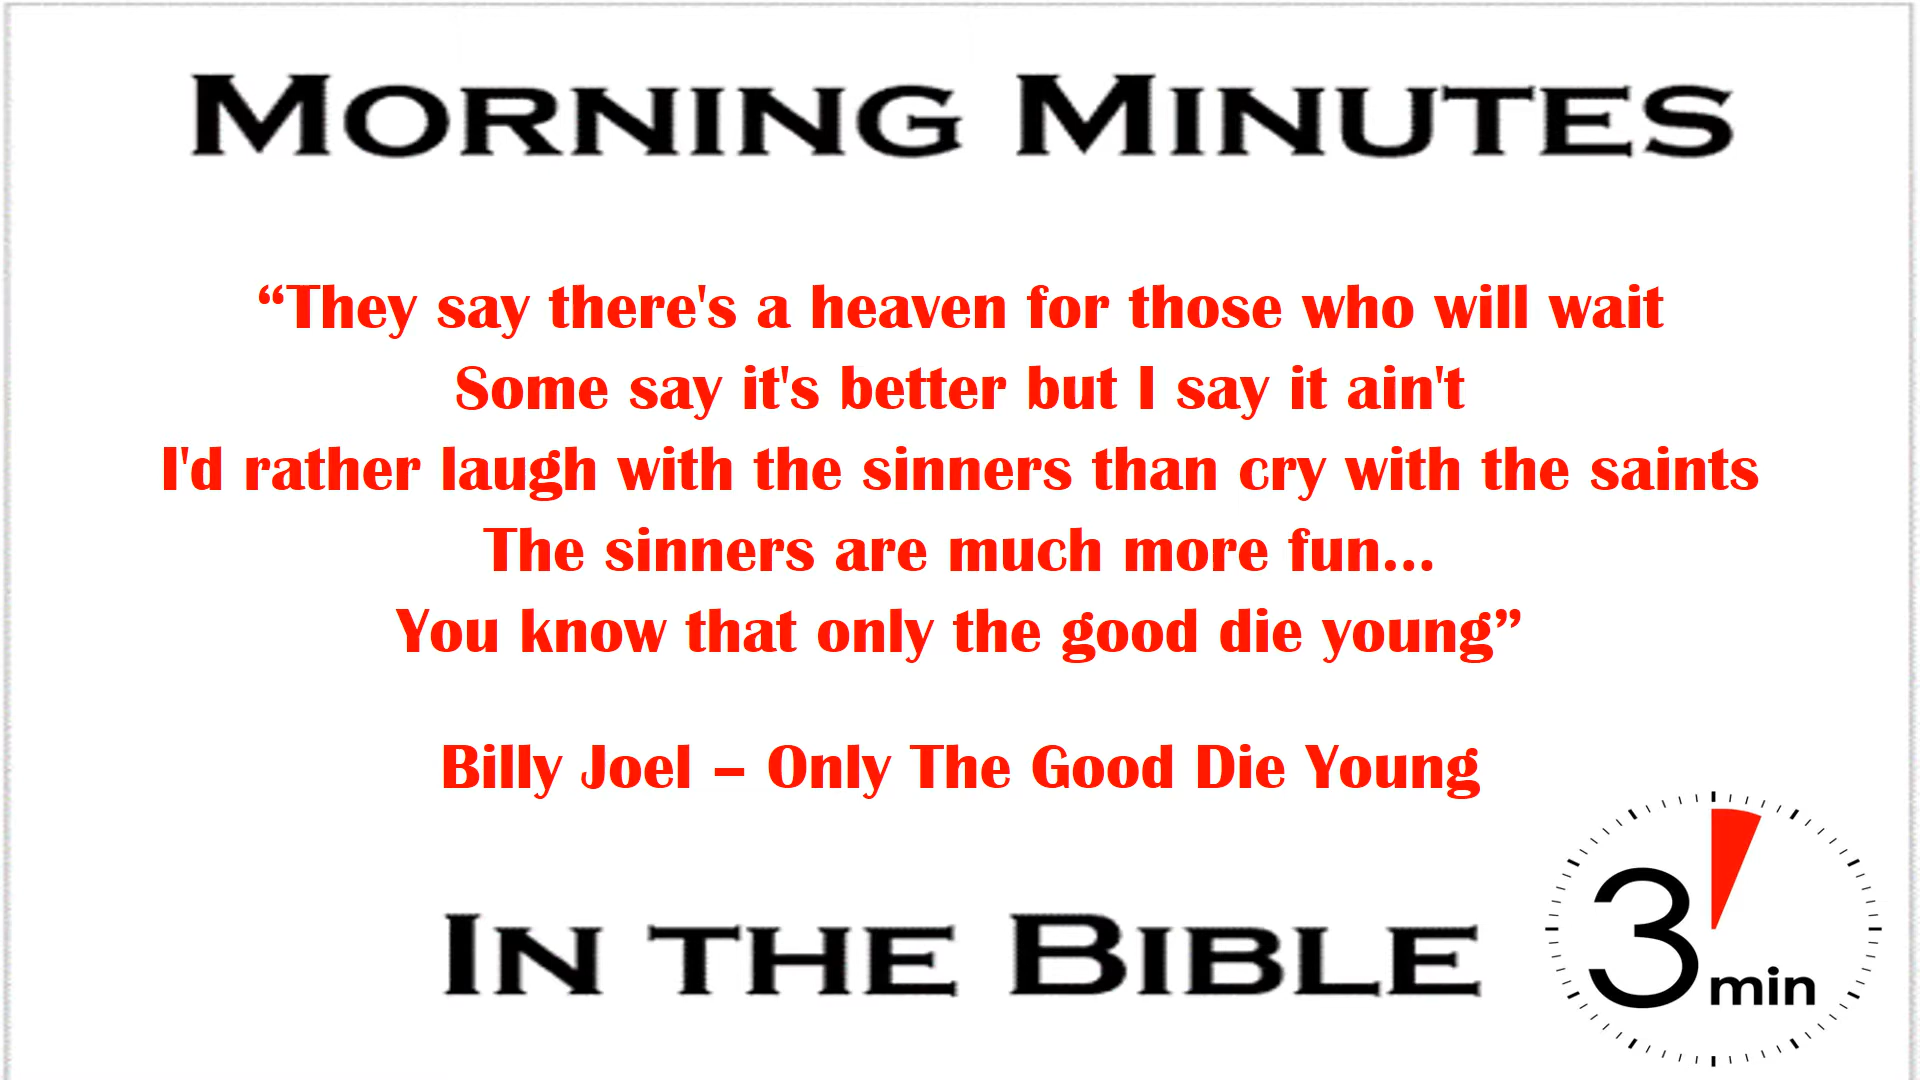 MORNING MINUTES
“They say there's a heaven for those who will wait
Some say it's better but I say it ain't
I'd rather laugh with the sinners than cry with the saints
The sinners are much more fun...
You know that only the good die young”
Billy Joel – Only The Good Die Young
IN THE BIBLE
3 min